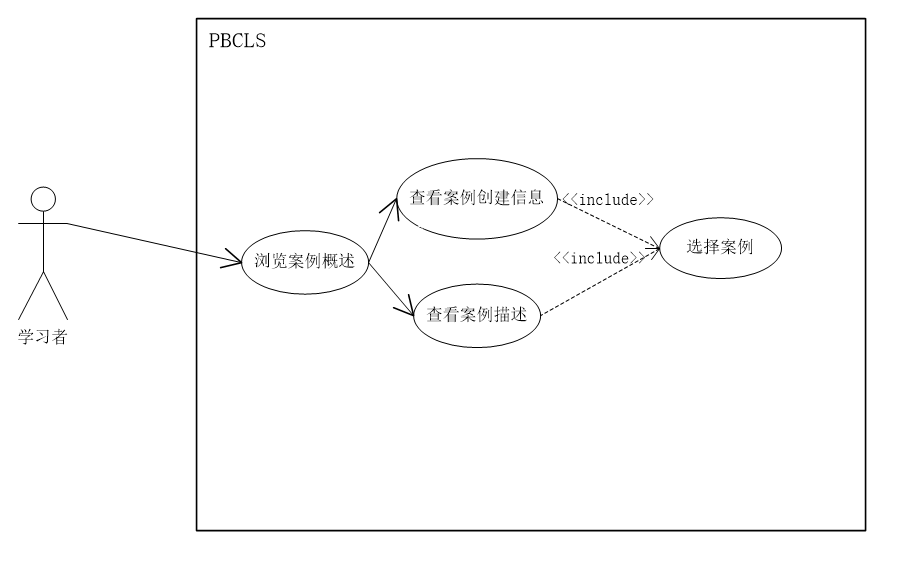 PBCLS
查看案例创建信息
<<include>>
选择案例
浏览案例概述
<<include>>
查看案例描述
学习者